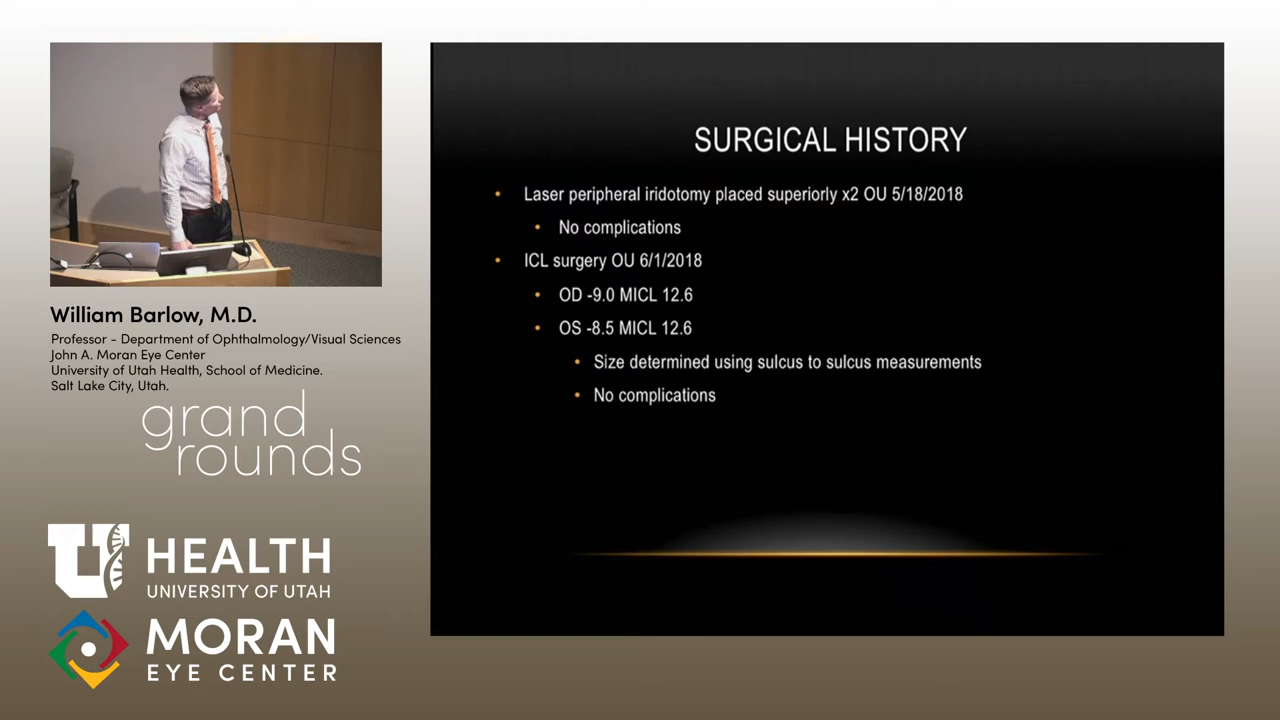 SURGICAL HISTORY
• Laser peripheral iridotomy placed superiorly x2 OU 5/18/2018
• No complications
• ICL surgery OU 6/1/2018
• OD -9.0 MICL 12.6
• OS -8.5 MICL 12.6
• Size determined using sulcus to sulcus measurements
• No complications
William Barlow, M.D.
Professor - Department of Ophthalmology/Visual Sciences
John A. Moran Eye Center
University of Utah Health, School of Medicine.
Salt Lake City, Utah.
grand
rounds
U HEALTH
UNIVERSITY OF UTAH
MORAN
EYE CENTER